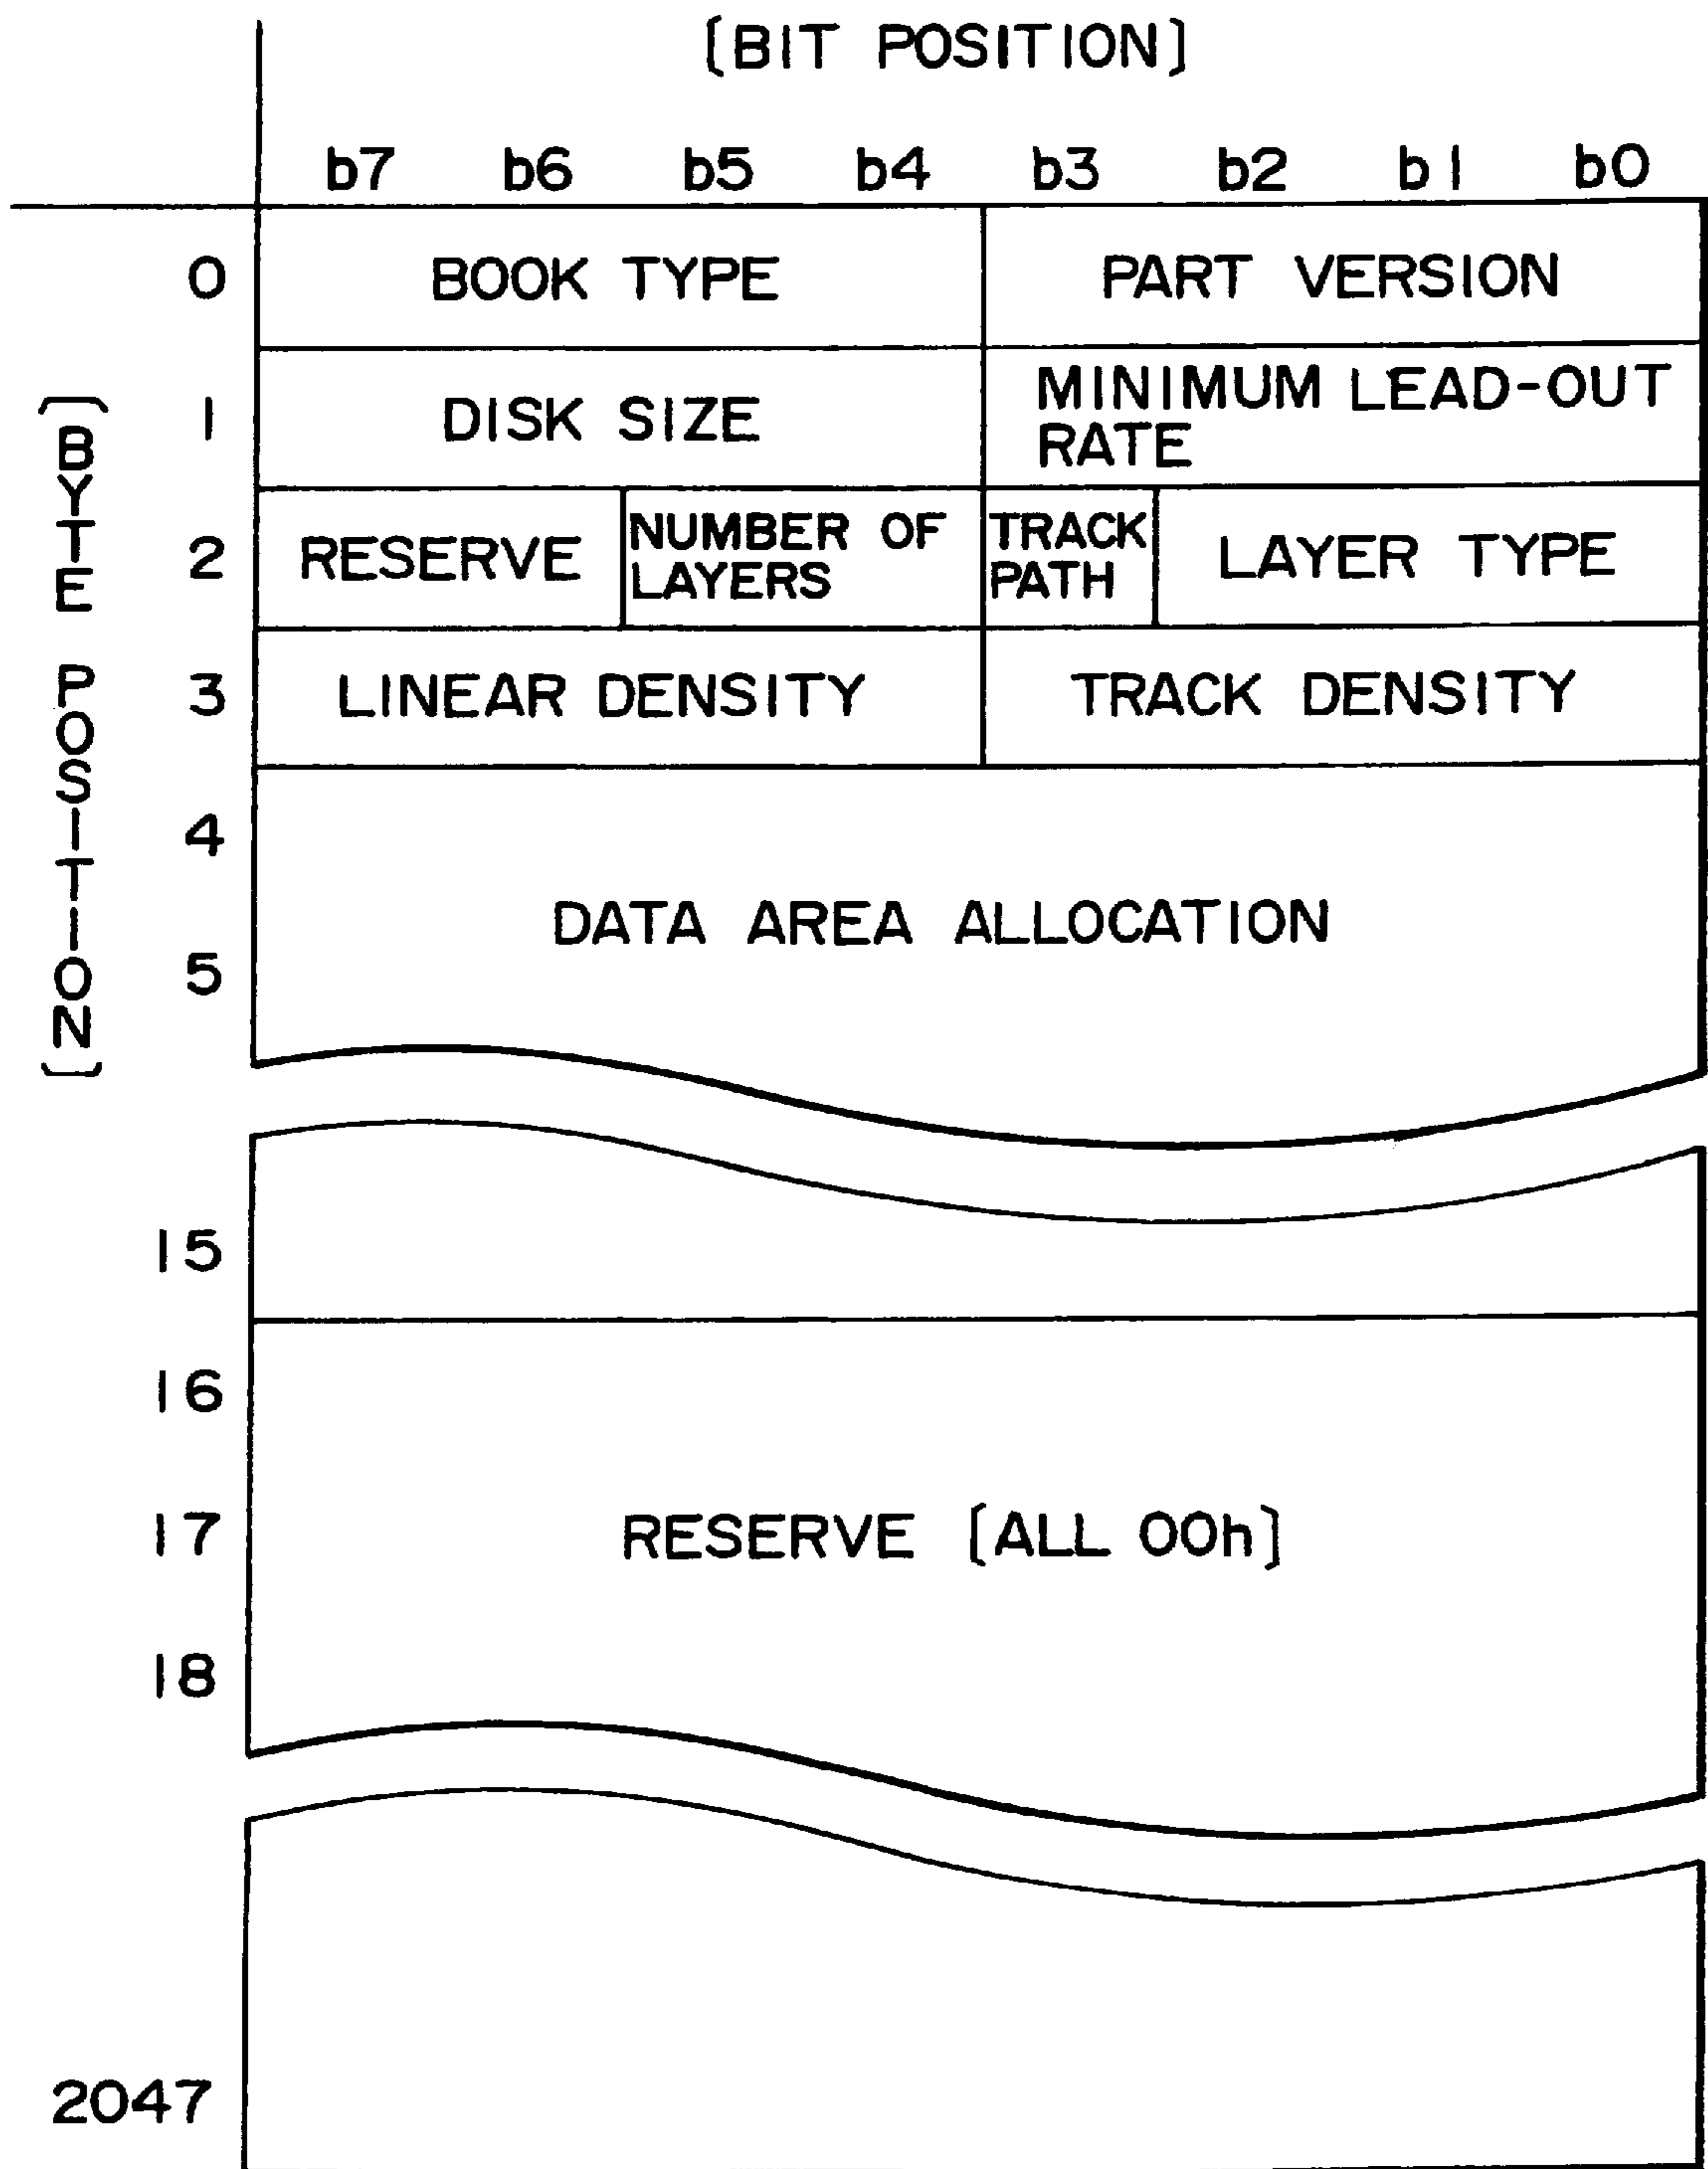 [BIT POSITION]
b7 b6 b5 b4 b3 b2 b1 b0
[BYTE POSITION]
0 BOOK TYPE PART VERSION
1 DISK SIZE MINIMUM LEAD-OUT
RATE
2 RESERVE NUMBER OF
LAYERS
TRACK
PATH
LAYER TYPE
3 LINEAR DENSITY TRACK DENSITY
4
DATA AREA ALLOCATION
5
15
16
17 RESERVE [ALL 00h]
18
2047